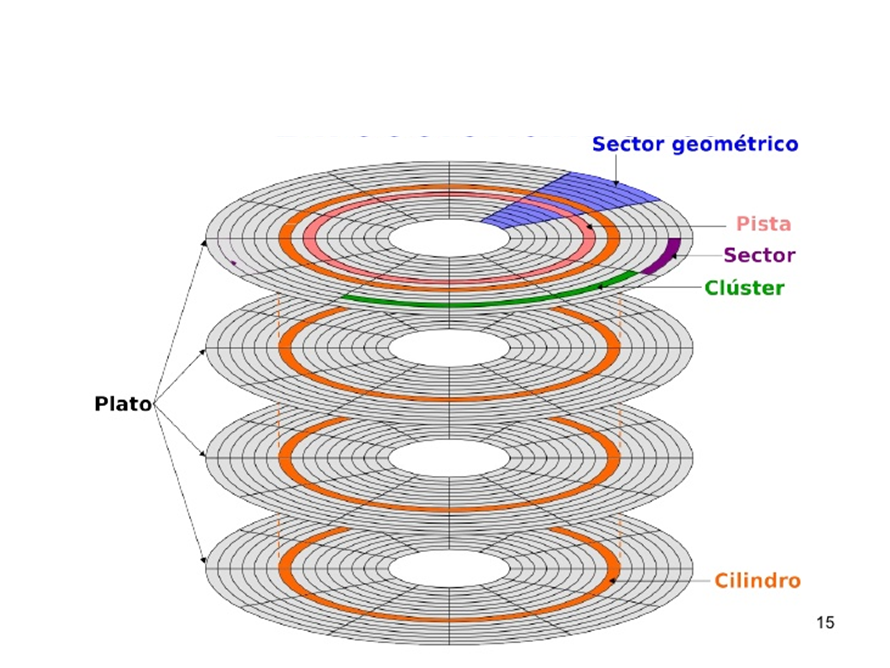 Sector geométrico
Pista
Sector
Clúster
Plato
Cilindro
15